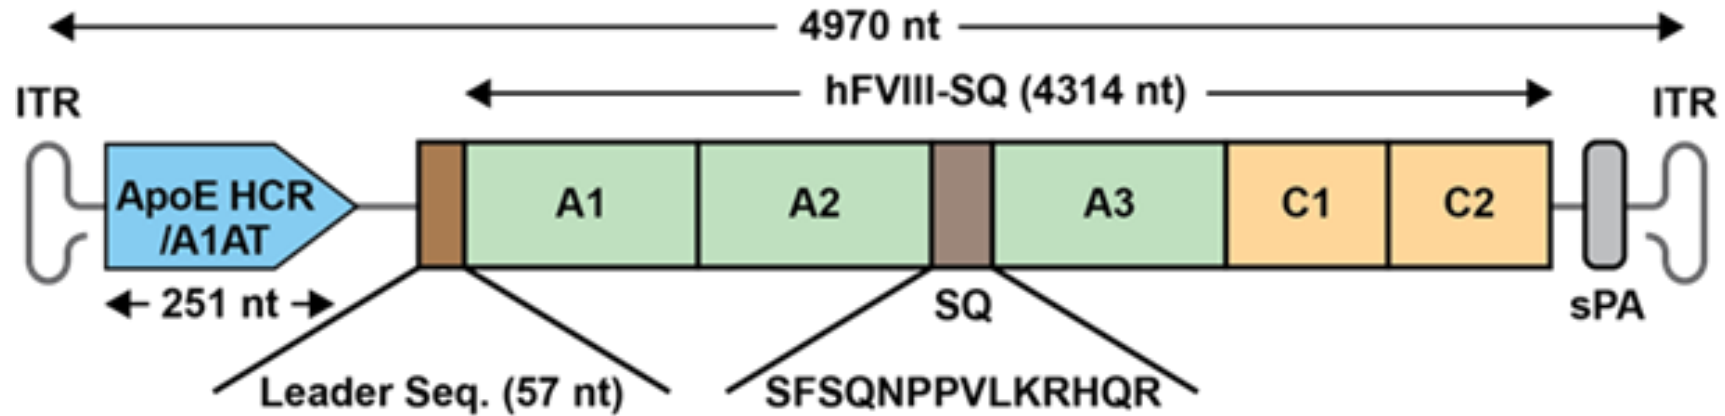 4970 nt
hFVIII-SQ (4314 nt)
ITR
ITR
ApoE HCR
/A1AT
A1
A2
A3
C1
C2
251 nt
SQ
sPA
Leader Seq. (57 nt)
SFSQNPPVLKRHQR